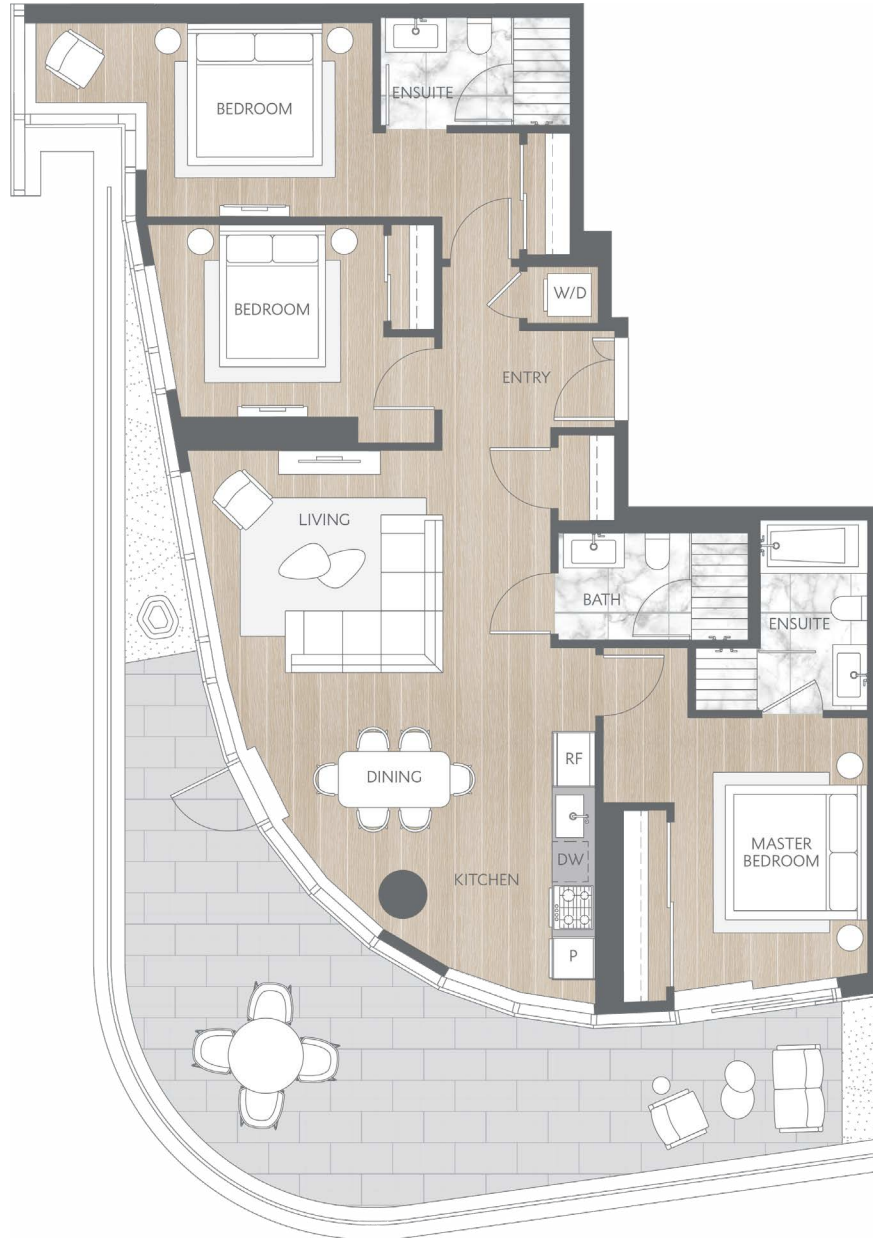 ENSUITE
BEDROOM
W/D
BEDROOM
ENTRY
LIVING
BATH
ENSUITE
RF
DINING
MASTER
BEDROOM
DW
KITCHEN
P